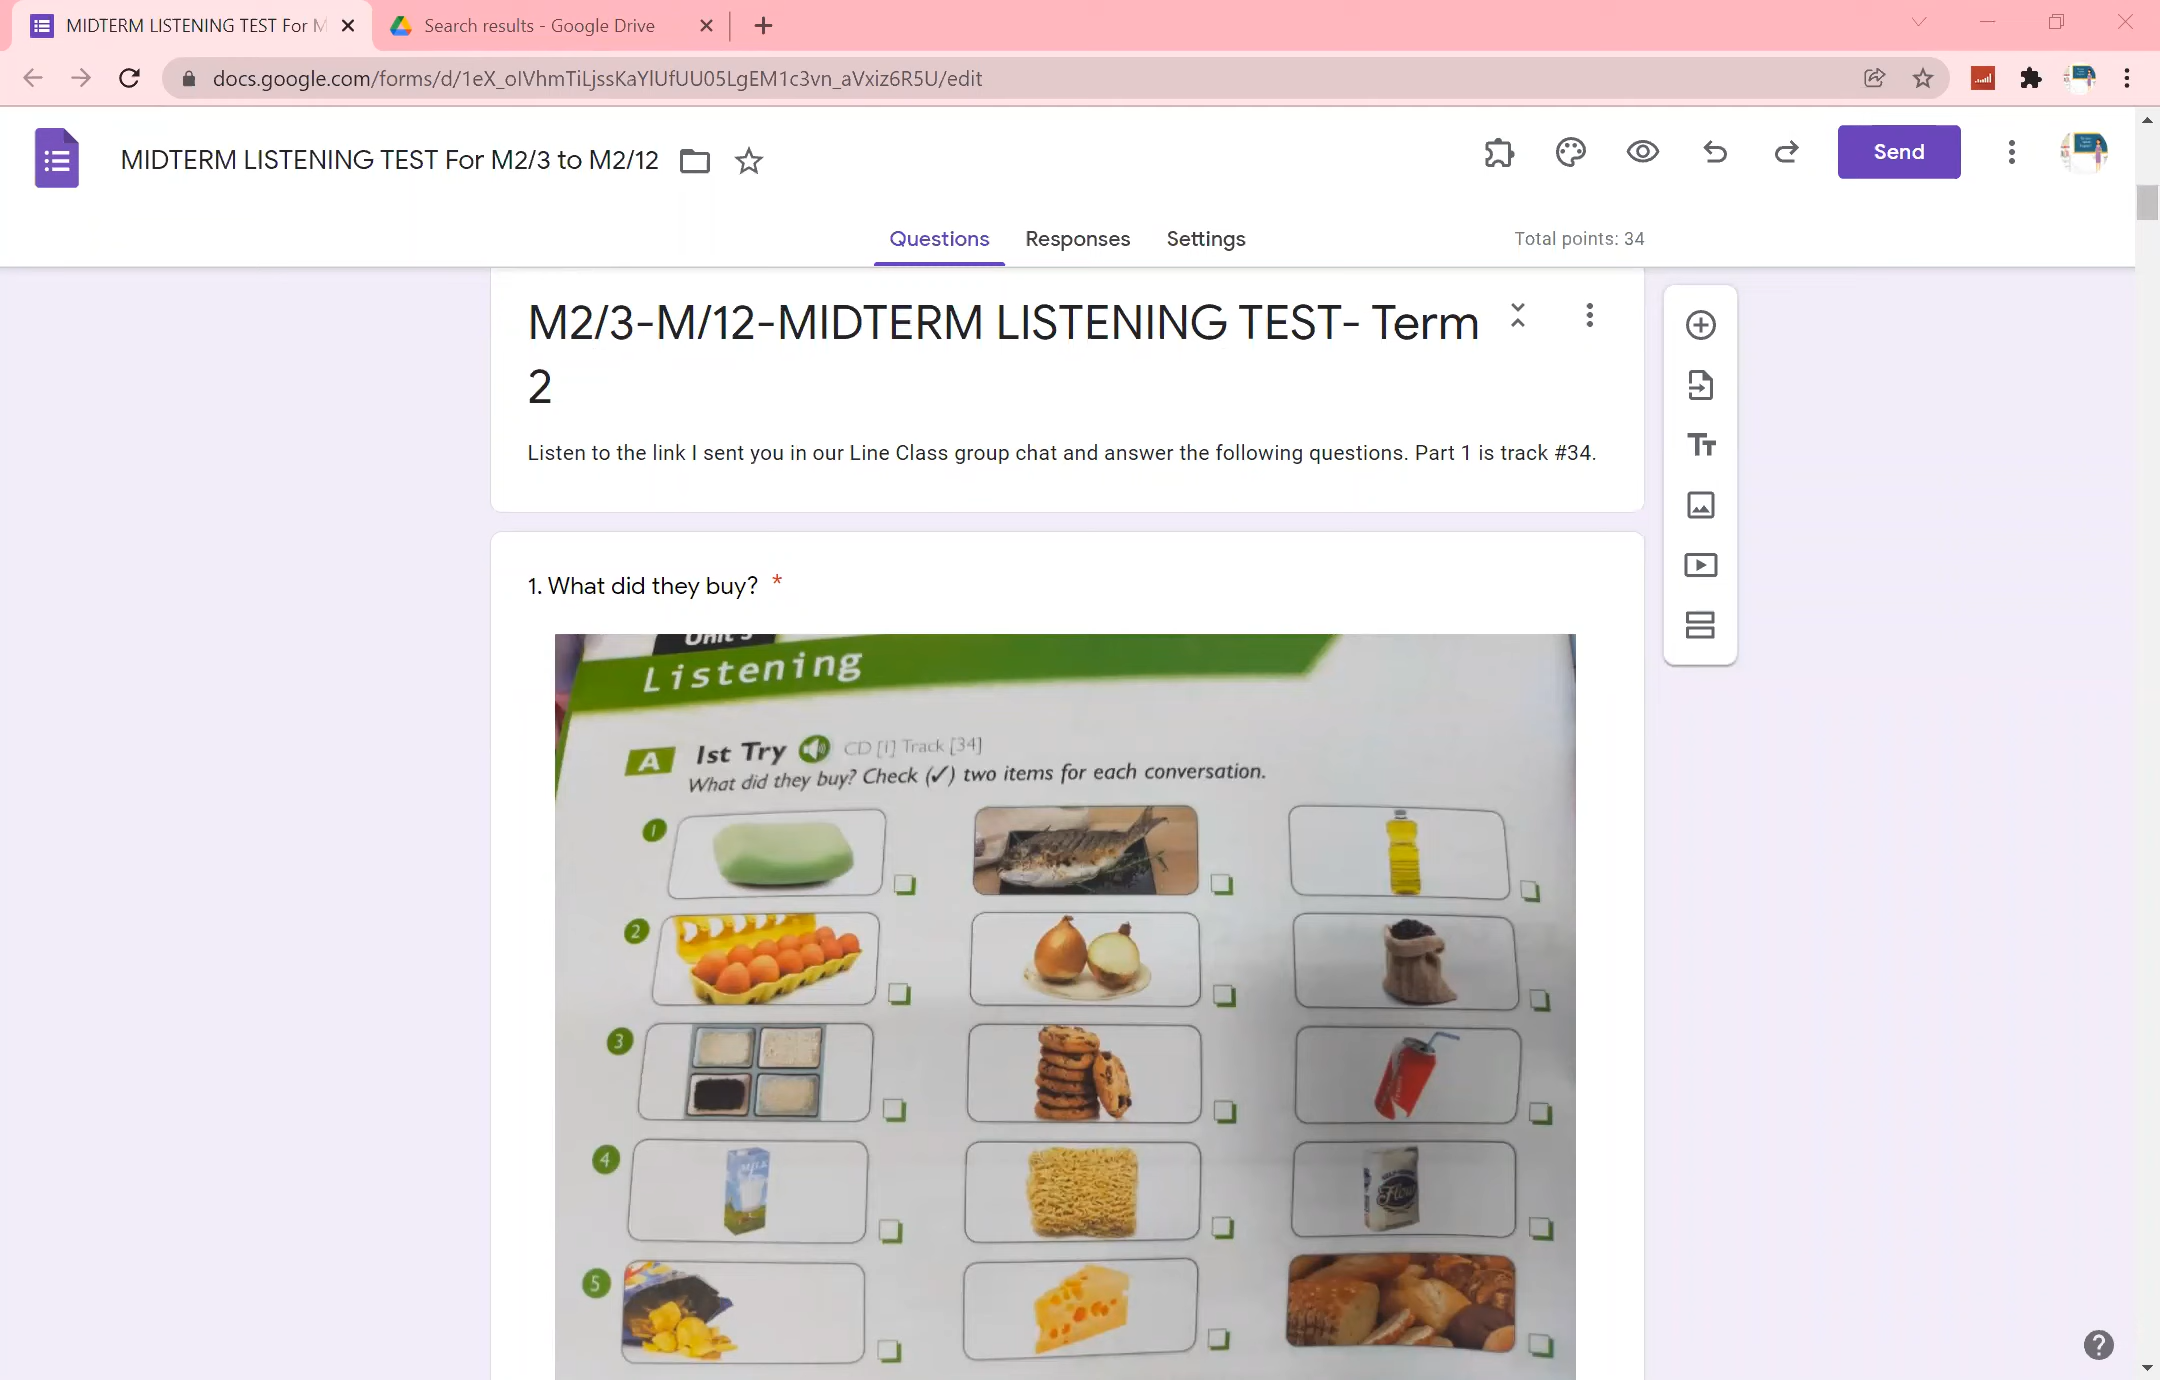 MIDTERM LISTENING TEST For M
Search results - Google Drive
docs.google.com/forms/d/1eX_oIVhmTiLjssKaYlUfUU05LgEM1c3vn_aVxiz6R5U/edit
MIDTERM LISTENING TEST For M2/3 to M2/12
Send
Questions
Responses
Settings
Total points: 34
M2/3-M/12-MIDTERM LISTENING TEST- Term
2
Listen to the link I sent you in our Line Class group chat and answer the following questions. Part 1 is track #34.
1. What did they buy? *
Listening
A 1st Try CD [1] Track [34]
What did they buy? Check (✓) two items for each conversation.
1
2
3
4
MILK
Flour
5